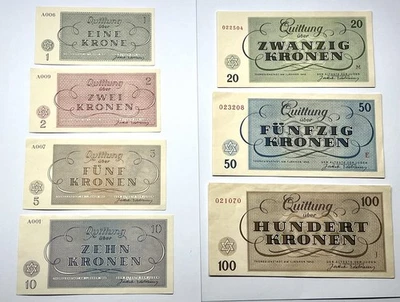 A006
Quittung
über
1
EINE
KRONE
1
A009
Quittung
über
2
ZWEI
KRONEN
2
A007
Quittung
über
5
FÜNF
KRONEN
5
A001
Quittung
über
10
ZEHN
KRONEN
10
022504
Quittung
über
20
ZWANZIG
KRONEN
20
M
023208
Quittung
über
50
FÜNFZIG
KRONEN
50
E
021070
Quittung
über
100
HUNDERT
KRONEN
100